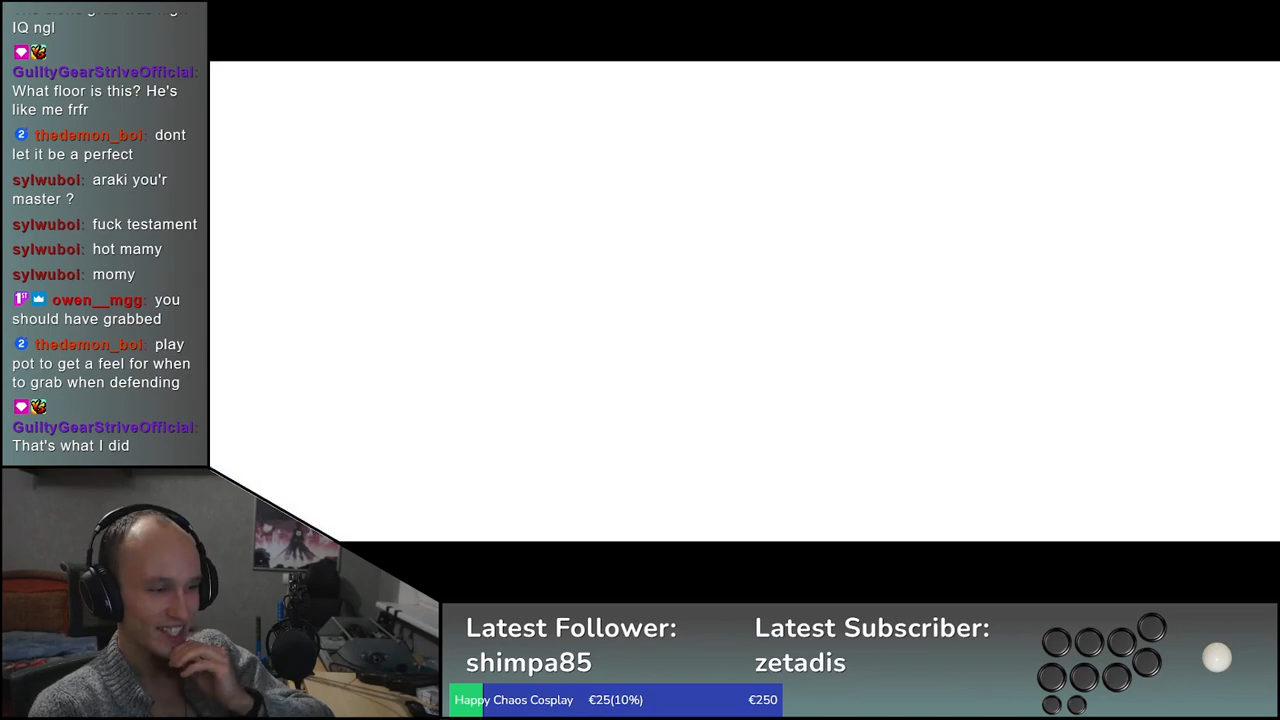 IQ ngl
GuiltyGearStriveOfficial:
What floor is this? He's
like me frfr
2 thedemon_boi: dont
let it be a perfect
sylwuboi: araki you'r
master ?
sylwuboi: fuck testament
sylwuboi: hot mamy
sylwuboi: momy
1ST owen__mgg: you
should have grabbed
2 thedemon_boi: play
pot to get a feel for when
to grab when defending
GuiltyGearStriveOfficial:
That's what I did
Latest Follower:
shimpa85
Latest Subscriber:
zetadis
Happy Chaos Cosplay €25(10%) €250